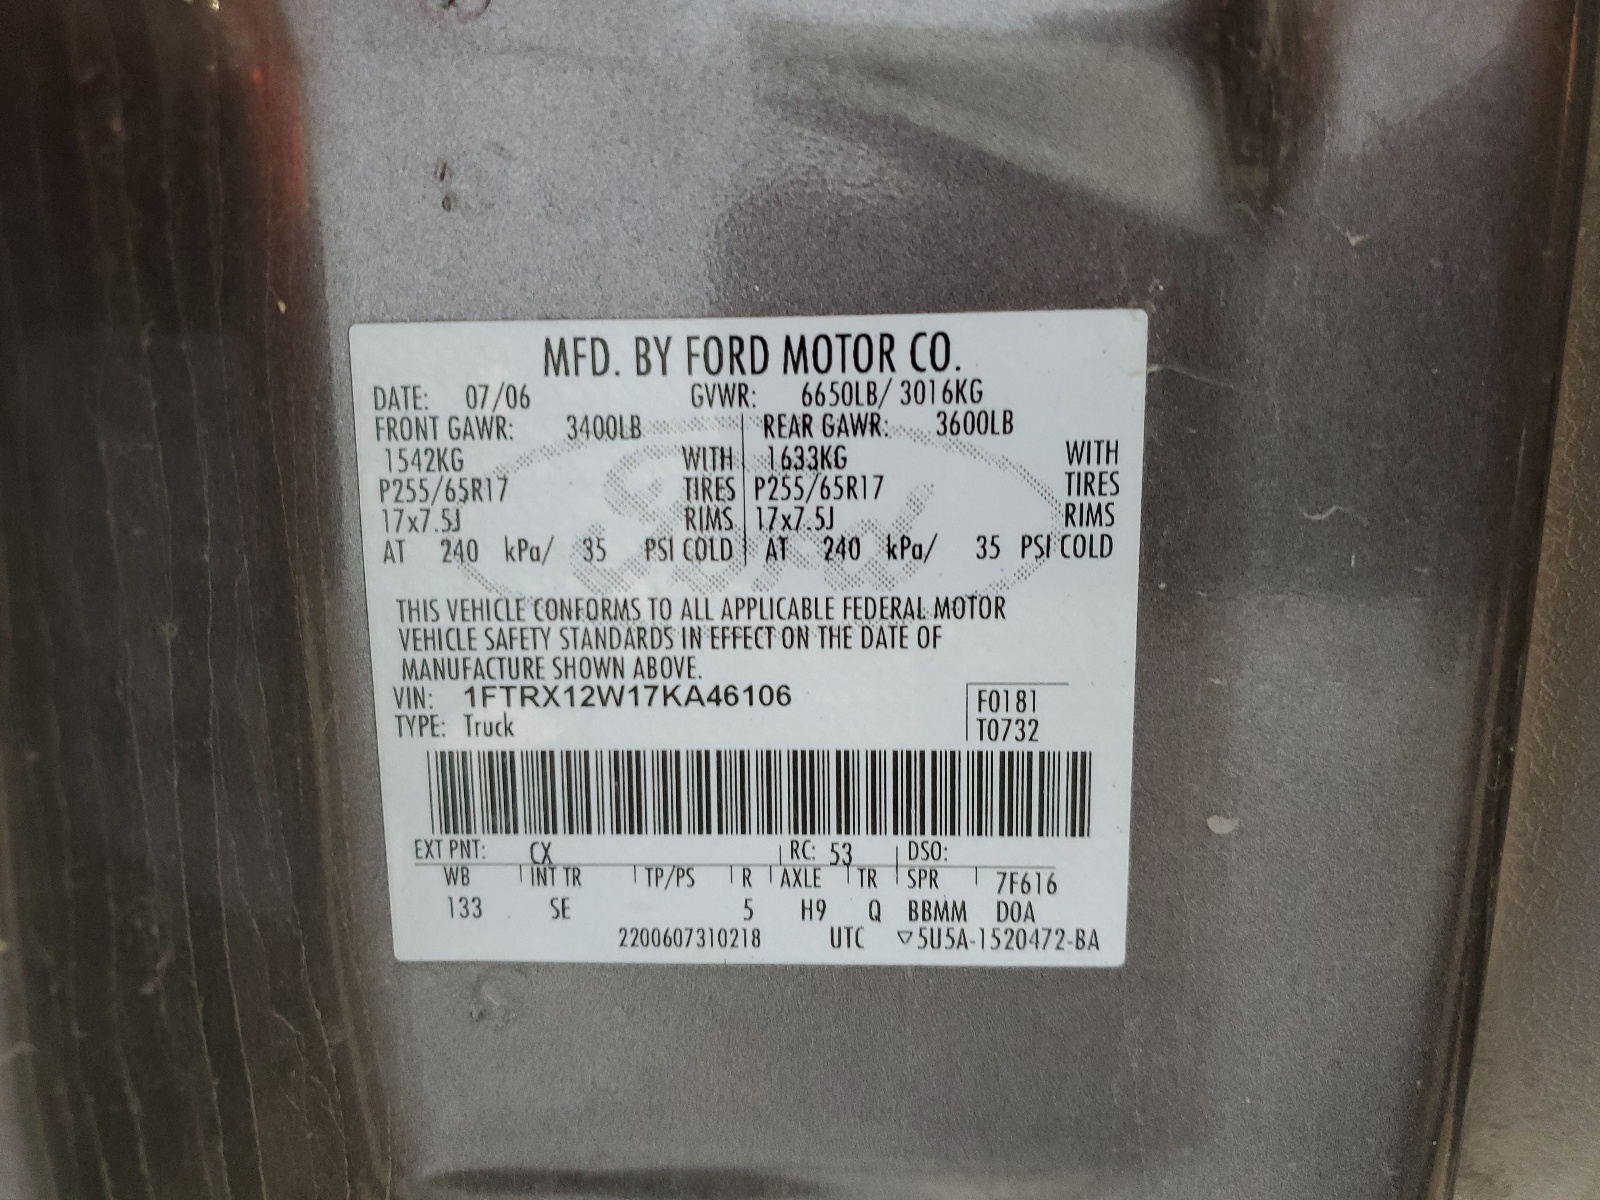 MFD. BY FORD MOTOR CO.
DATE: 07/06 GVWR: 6650LB/ 3016KG
FRONT GAWR: 3400LB REAR GAWR: 3600LB
1542KG WITH 1633KG WITH
P255/65R17 TIRES P255/65R17 TIRES
17x7.5J RIMS 17x7.5J RIMS
AT 240 kPa/ 35 PSI COLD AT 240 kPa/ 35 PSI COLD
Ford
THIS VEHICLE CONFORMS TO ALL APPLICABLE FEDERAL MOTOR
VEHICLE SAFETY STANDARDS IN EFFECT ON THE DATE OF
MANUFACTURE SHOWN ABOVE.
VIN: 1FTRX12W17KA46106 F0181
TYPE: Truck T0732
EXT PNT: CX RC: 53 DSO:
WB INT TR TP/PS R AXLE TR SPR 7F616
133 SE 5 H9 Q BBMM DOA
2200607310218 UTC ▽5U5A-1520472-BA